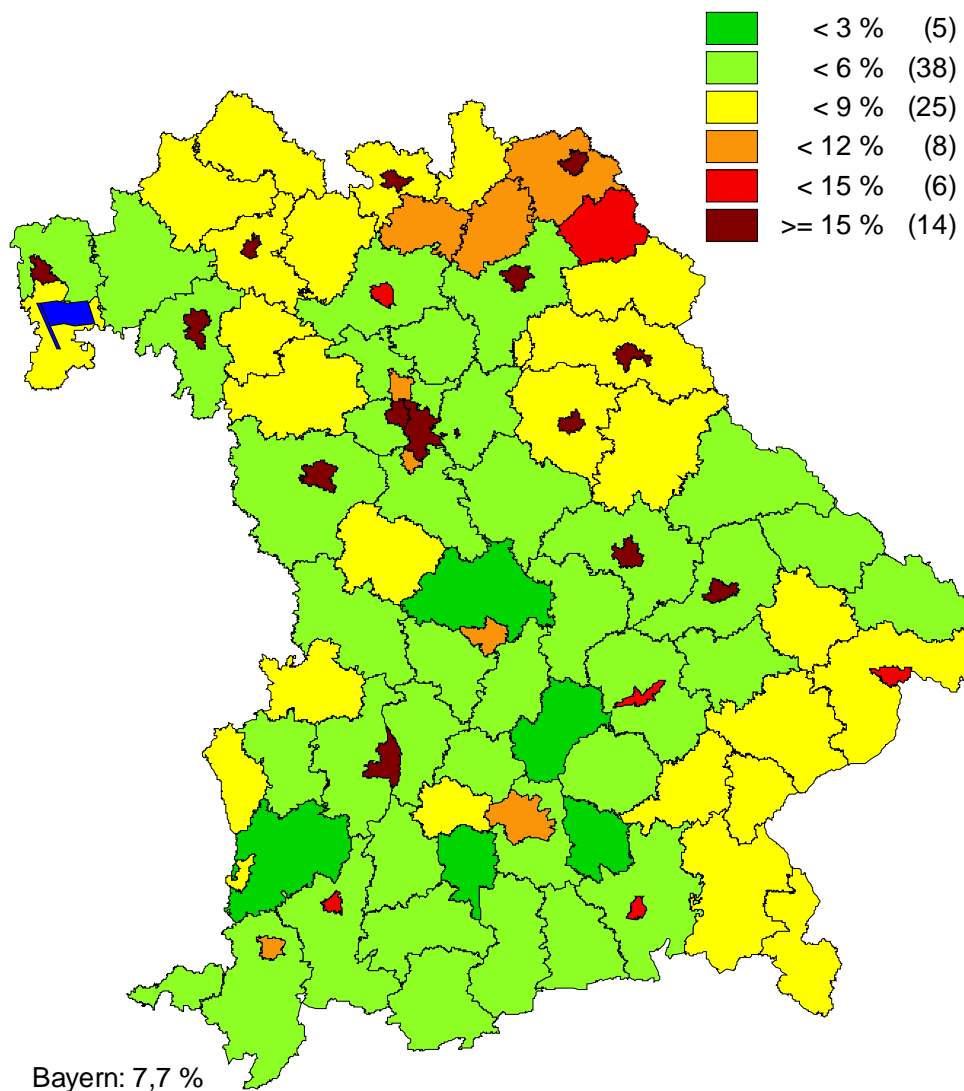 < 3 % (5)
< 6 % (38)
< 9 % (25)
< 12 % (8)
< 15 % (6)
>= 15 % (14)
Bayern: 7,7 %